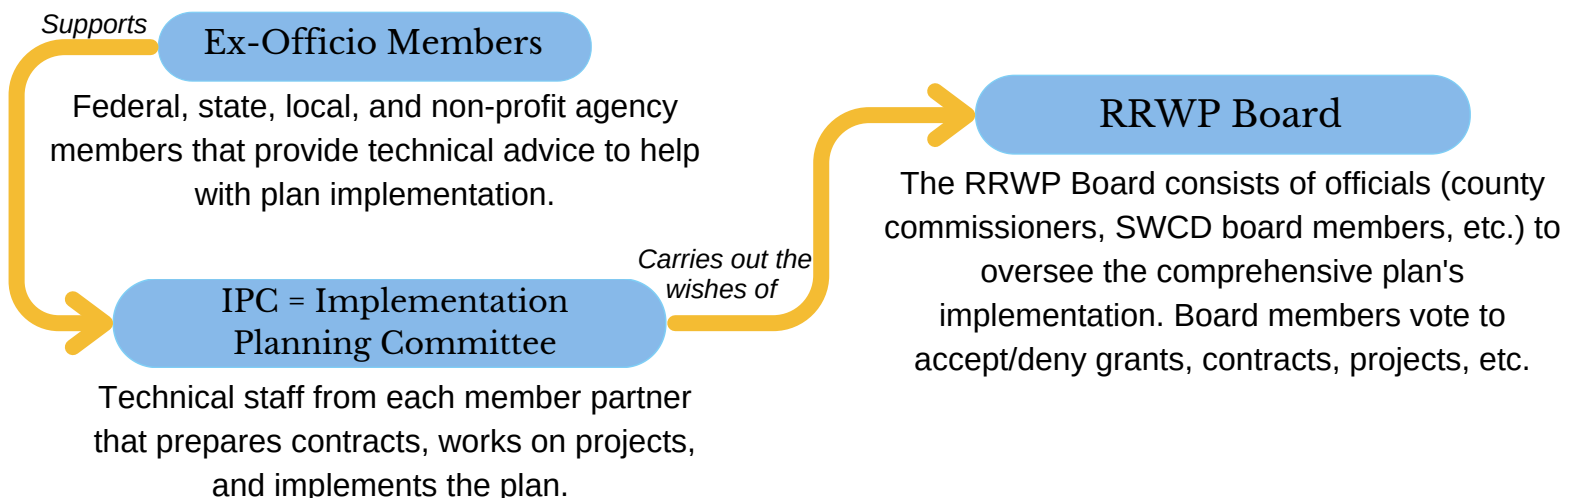 Supports
Ex-Officio Members
Federal, state, local, and non-profit agency
members that provide technical advice to help
with plan implementation.
IPC = Implementation
Planning Committee
Technical staff from each member partner
that prepares contracts, works on projects,
and implements the plan.
Carries out the
wishes of
RRWP Board
The RRWP Board consists of officials (county
commissioners, SWCD board members, etc.) to
oversee the comprehensive plan's
implementation. Board members vote to
accept/deny grants, contracts, projects, etc.